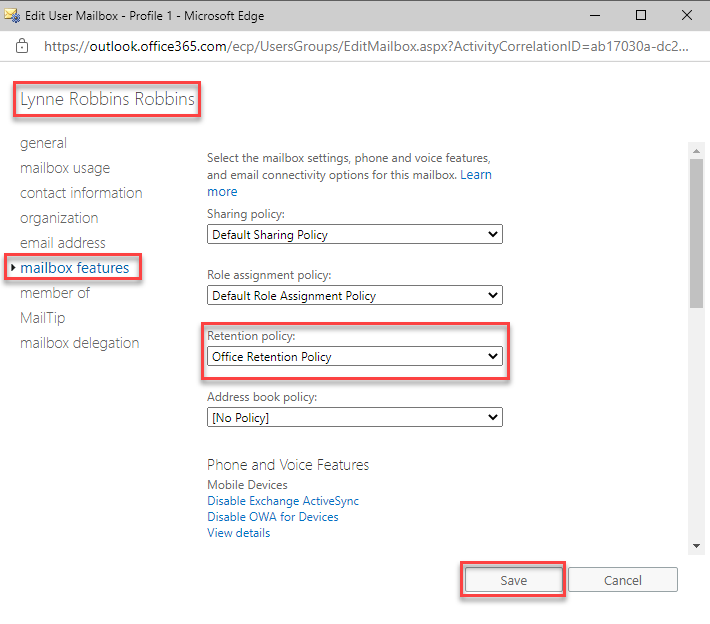 Edit User Mailbox - Profile 1 - Microsoft Edge
https://outlook.office365.com/ecp/UsersGroups/EditMailbox.aspx?ActivityCorrelationID=ab17030a-dc2...
Lynne Robbins Robbins
general
mailbox usage
contact information
organization
email address
mailbox features
member of
MailTip
mailbox delegation
Select the mailbox settings, phone and voice features,
and email connectivity options for this mailbox. Learn
more
Sharing policy:
Default Sharing Policy
Role assignment policy:
Default Role Assignment Policy
Retention policy:
Office Retention Policy
Address book policy:
[No Policy]
Phone and Voice Features
Mobile Devices
Disable Exchange ActiveSync
Disable OWA for Devices
View details
Save
Cancel